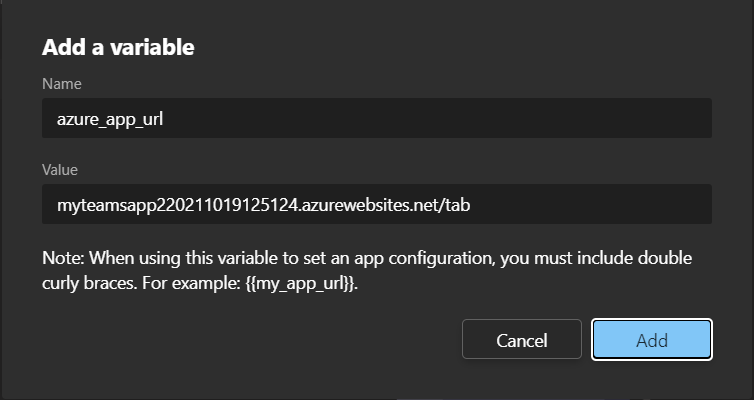 Add a variable
Name
azure_app_url
Value
myteamsapp220211019125124.azurewebsites.net/tab
Note: When using this variable to set an app configuration, you must include double
curly braces. For example: {{my_app_url}}.
Cancel
Add